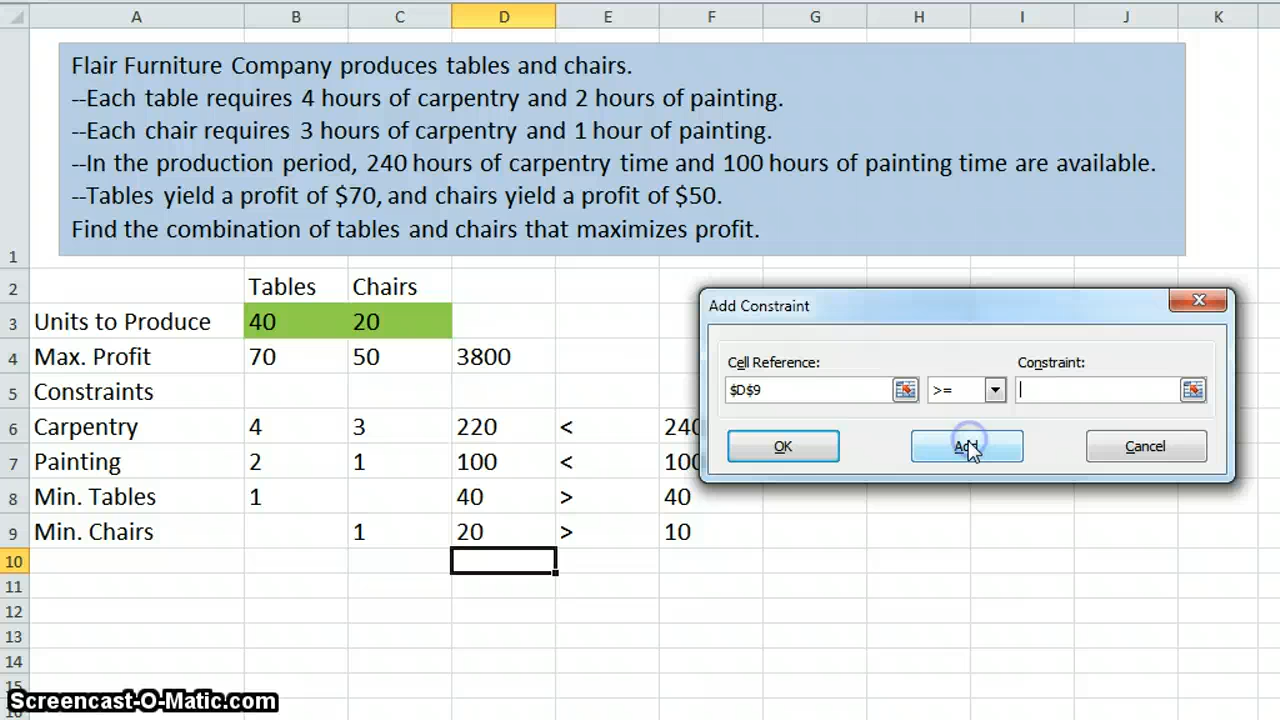 A B C D E F G H I J K
Flair Furniture Company produces tables and chairs.
--Each table requires 4 hours of carpentry and 2 hours of painting.
--Each chair requires 3 hours of carpentry and 1 hour of painting.
--In the production period, 240 hours of carpentry time and 100 hours of painting time are available.
--Tables yield a profit of $70, and chairs yield a profit of $50.
Find the combination of tables and chairs that maximizes profit.
1
2 Tables Chairs
3 Units to Produce 40 20
4 Max. Profit 70 50 3800
5 Constraints
6 Carpentry 4 3 220 < 240
7 Painting 2 1 100 < 100
8 Min. Tables 1 40 > 40
9 Min. Chairs 1 20 > 10
10
11
12
13
14
15
Add Constraint
Cell Reference: Constraint:
$D$9 >=
OK Add Cancel
Screencast-O-Matic.com